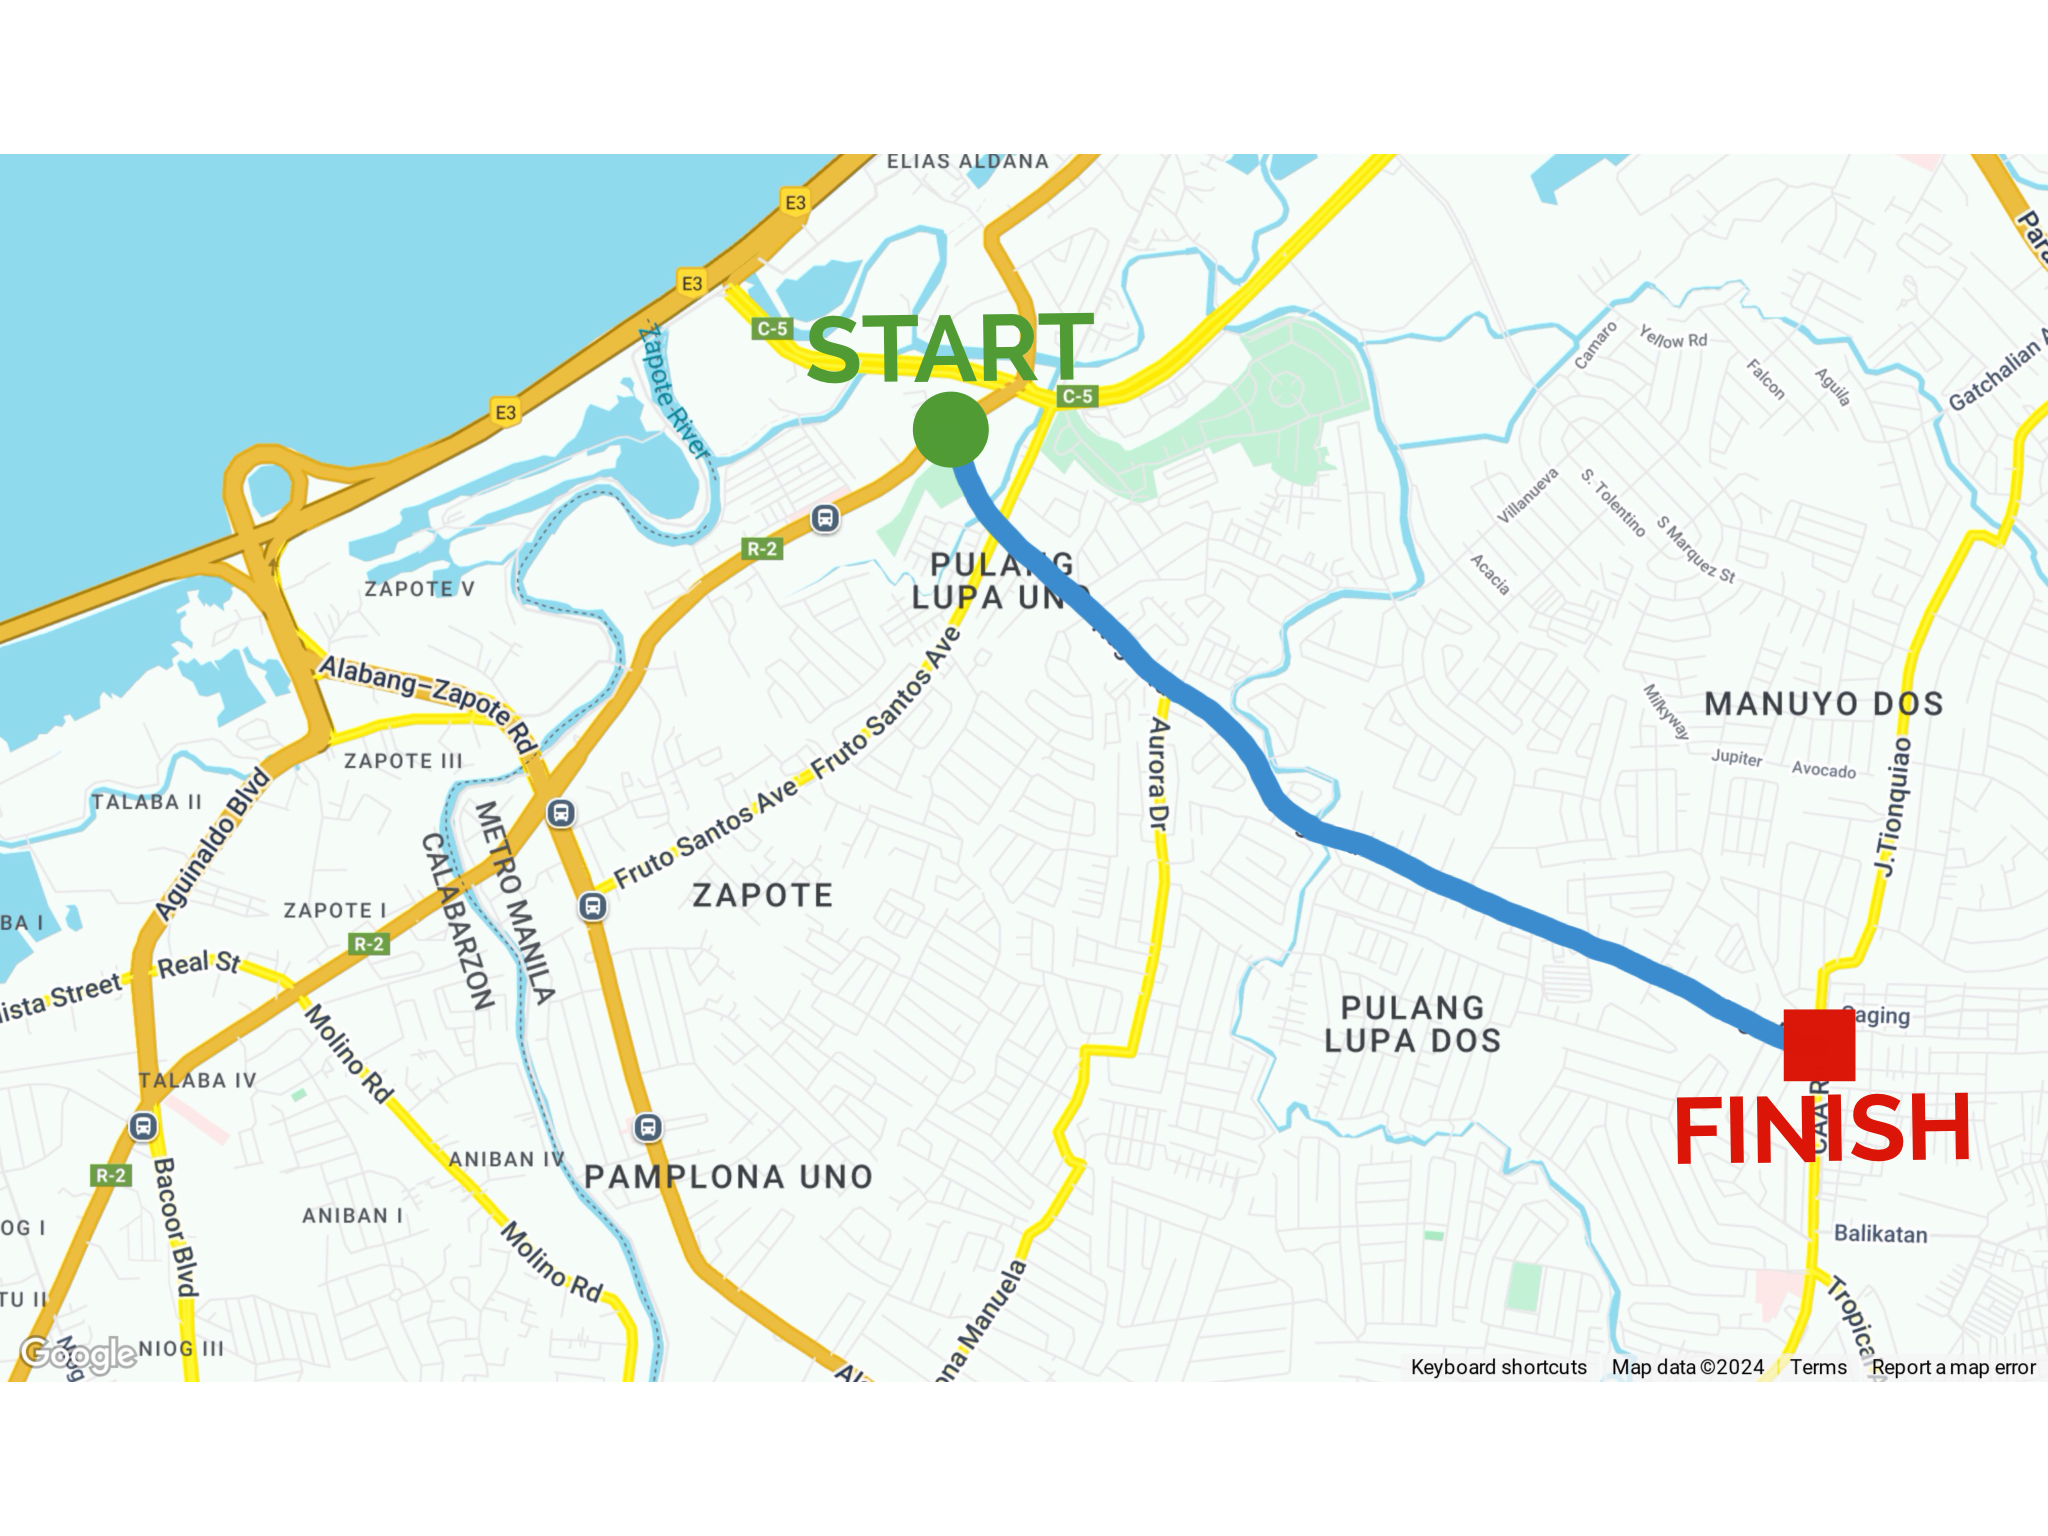 ELIAS ALDANA
E3
E3
C-5
START
Zapote River
C-5
E3
Camaro
Yellow Rd
Falcon
Aguila
Gatchalian A
Para
Villanueva
S. Tolentino
S Marquez St
Acacia
R-2
PULANG
LUPA UNO
ZAPOTE V
Alabang-Zapote Rd
Fruto Santos Ave
Fruto Santos Ave
Aurora Dr
Milkyway
MANUYO DOS
Jupiter
Avocado
J.Tionquiao
ZAPOTE III
TALABA II
Aguinaldo Blvd
METRO MANILA
CALABARZON
ZAPOTE
ZAPOTE I
BA I
R-2
Real St
ista Street
Molino Rd
PULANG
LUPA DOS
Saging
TALABA IV
CAA R
FINISH
R-2
Bacoor Blvd
ANIBAN IV
PAMPLONA UNO
ANIBAN I
OG I
Molino Rd
Balikatan
TU II
Tropical A
ona Manuela
Niog
NIOG III
Google
Ala
Keyboard shortcuts Map data ©2024 Terms Report a map error